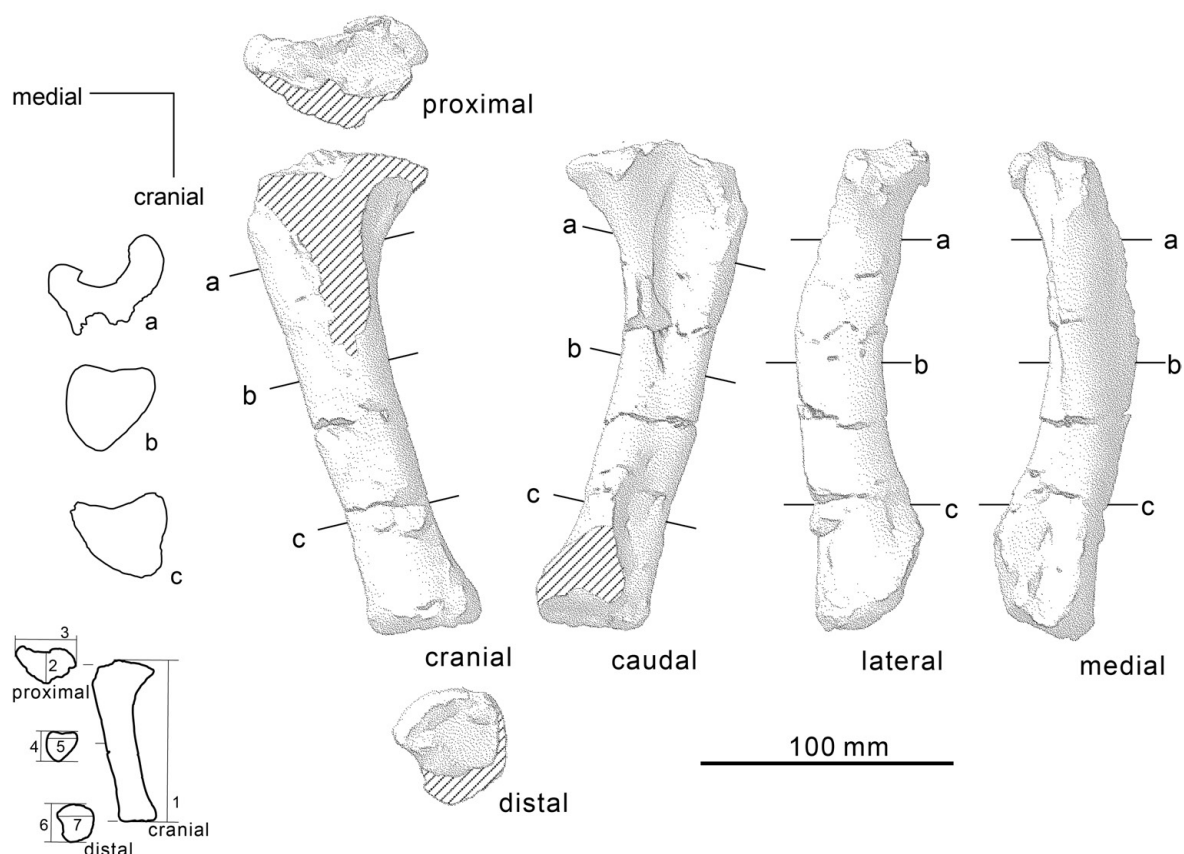 proximal
medial
cranial
a
b
c
a
b
c
a
b
c
a
b
c
a
b
c
cranial
caudal
lateral
medial
3
2
proximal
4
5
6
7
distal
1
cranial
distal
100 mm